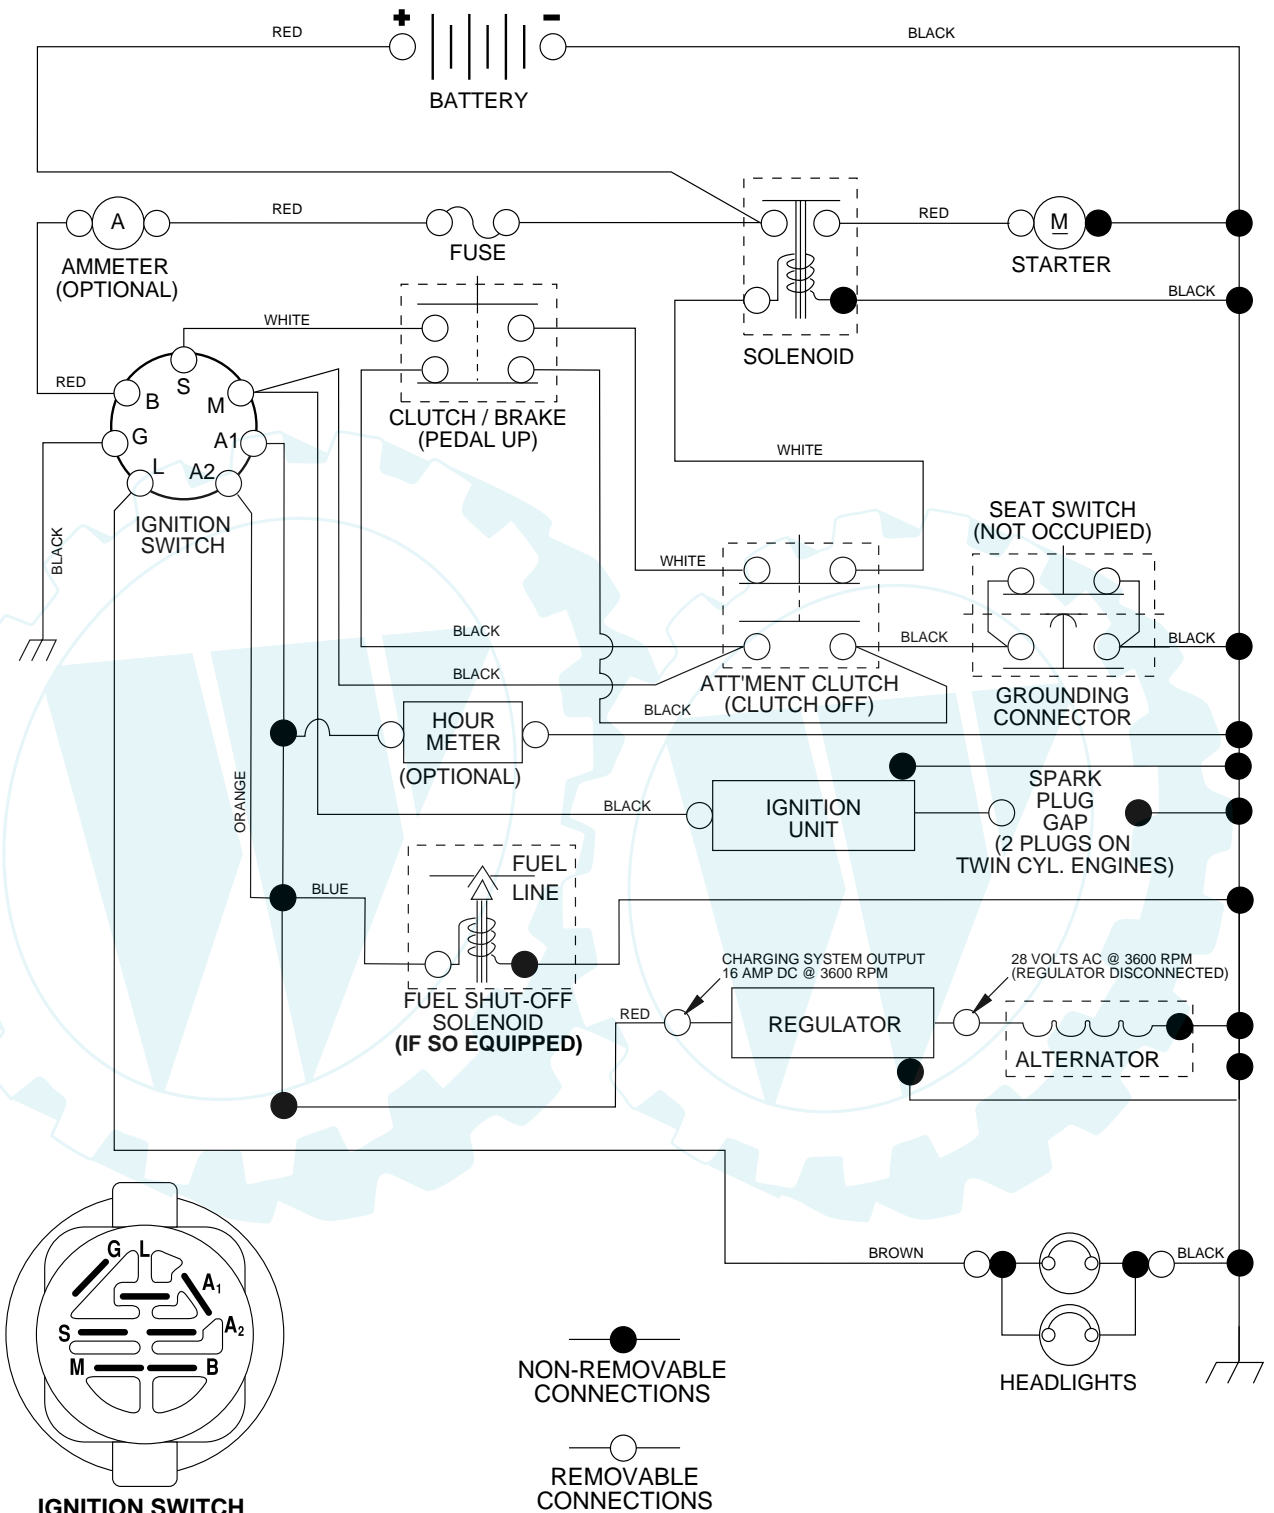 + −
RED
BLACK
BATTERY
RED
A
AMMETER
(OPTIONAL)
FUSE
SOLENOID
RED
M
STARTER
BLACK
WHITE
CLUTCH / BRAKE
(PEDAL UP)
RED
S
B
M
G
A1
L
A2
IGNITION
SWITCH
BLACK
WHITE
WHITE
SEAT SWITCH
(NOT OCCUPIED)
BLACK
BLACK
BLACK
BLACK
ATT'MENT CLUTCH
(CLUTCH OFF)
BLACK
GROUNDING
CONNECTOR
HOUR
METER
(OPTIONAL)
ORANGE
BLACK
IGNITION
UNIT
SPARK
PLUG
GAP
(2 PLUGS ON
TWIN CYL. ENGINES)
BLUE
FUEL
LINE
FUEL SHUT-OFF
SOLENOID
(IF SO EQUIPPED)
CHARGING SYSTEM OUTPUT
16 AMP DC @ 3600 RPM
28 VOLTS AC @ 3600 RPM
(REGULATOR DISCONNECTED)
RED
REGULATOR
ALTERNATOR
BROWN
BLACK
HEADLIGHTS
G
L
A1
S
A2
M
B
IGNITION SWITCH
NON-REMOVABLE
CONNECTIONS
REMOVABLE
CONNECTIONS